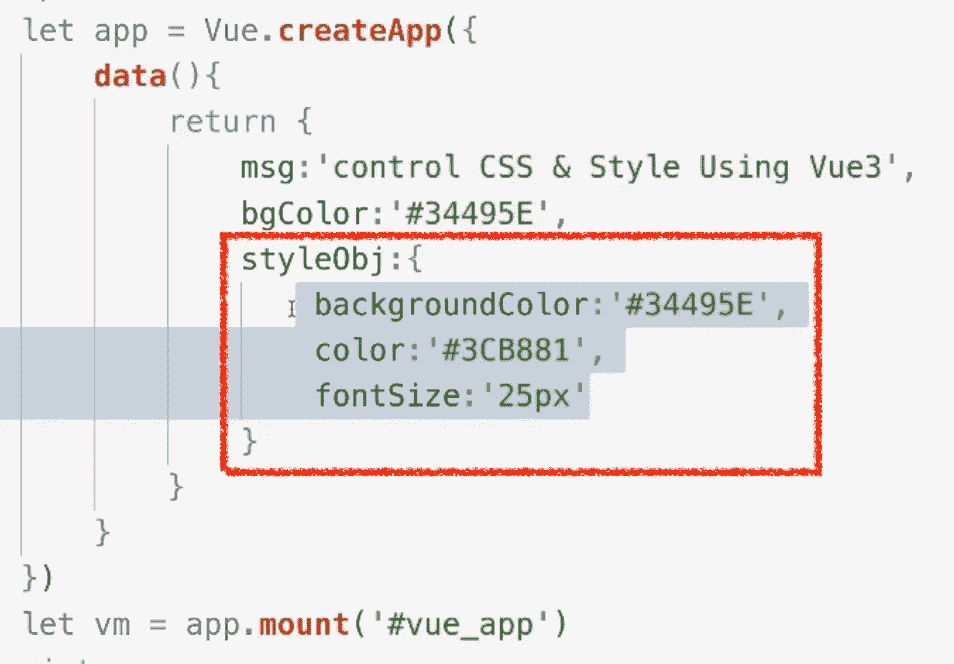 let app = Vue.createApp({
data(){
return {
msg:'control CSS & Style Using Vue3',
bgColor:'#34495E',
styleObj:{
backgroundColor:'#34495E',
color:'#3CB881',
fontSize:'25px'
}
}
}
})
let vm = app.mount('#vue_app')